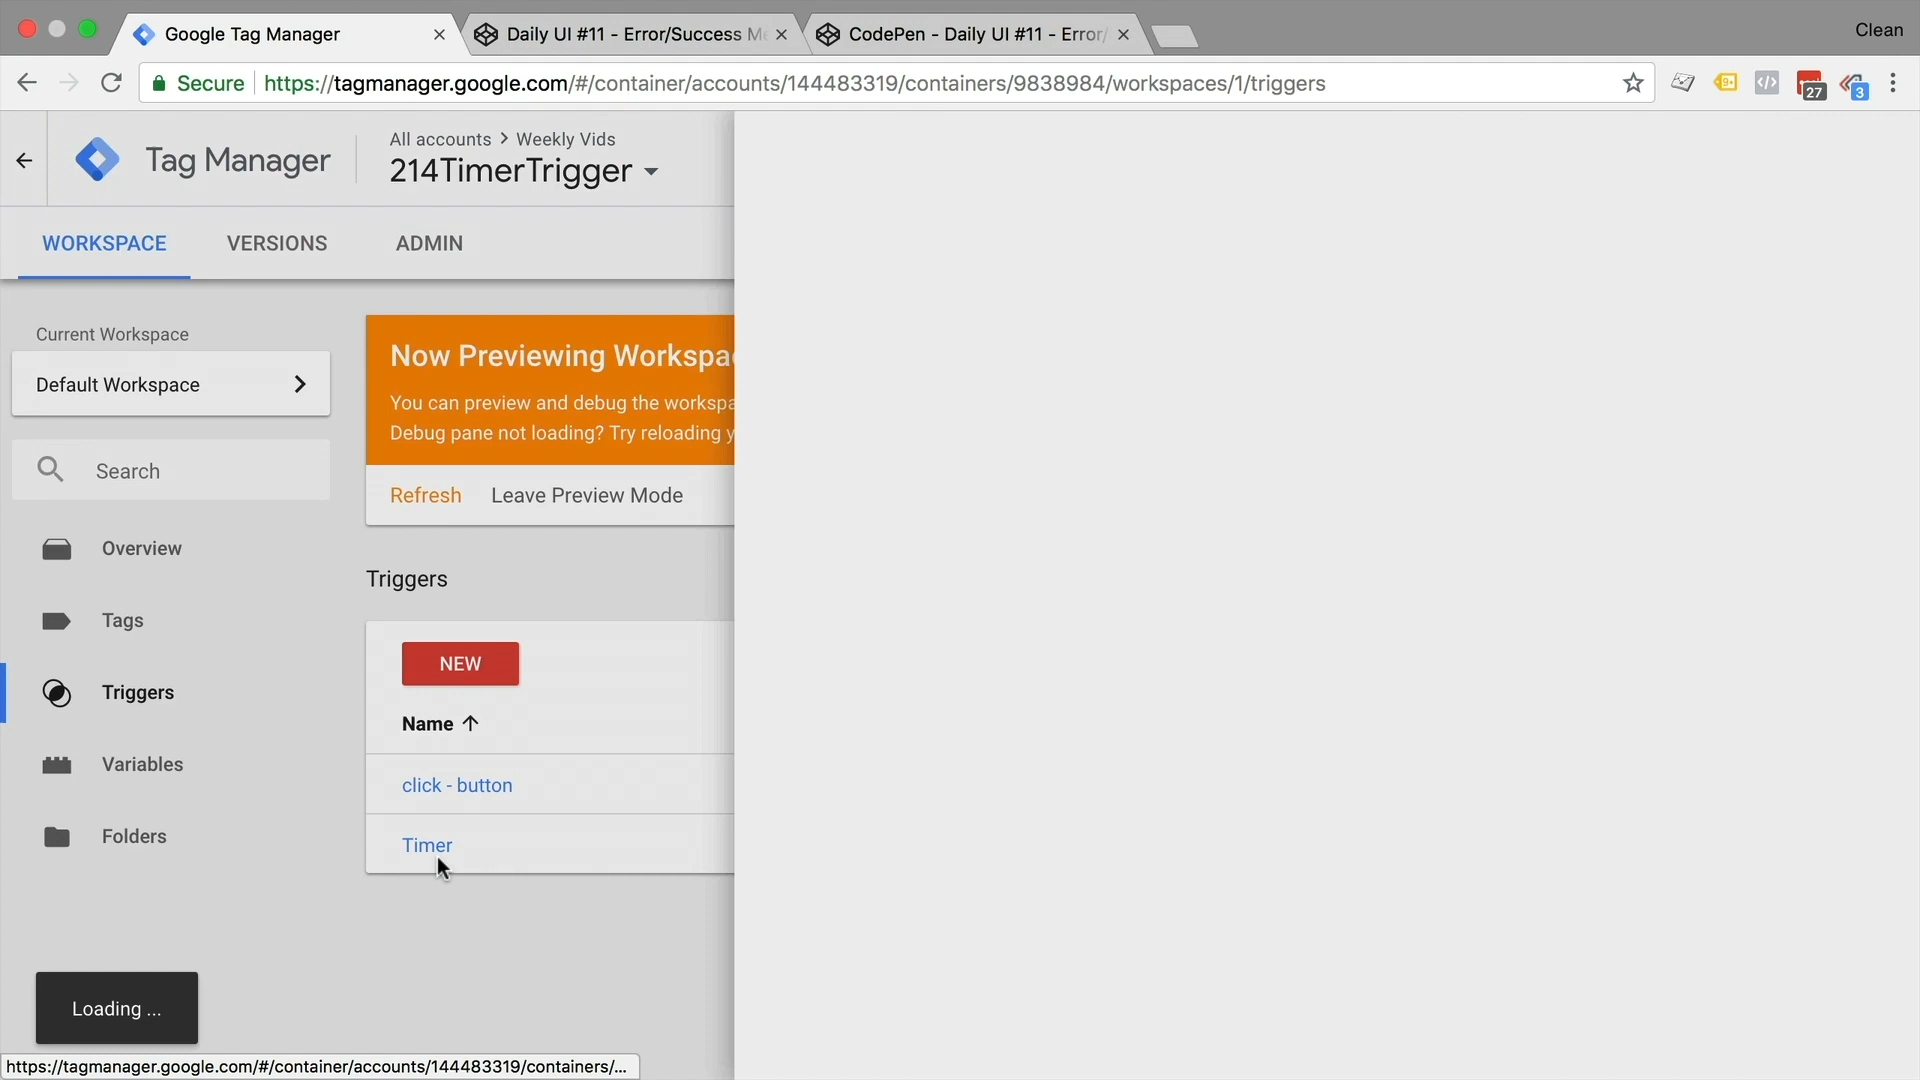 Google Tag Manager
Daily UI #11 - Error/Success Me
CodePen - Daily UI #11 - Error/
Clean
Secure
https://tagmanager.google.com/#/container/accounts/144483319/containers/9838984/workspaces/1/triggers
27
3
Tag Manager
All accounts > Weekly Vids
214TimerTrigger
WORKSPACE
VERSIONS
ADMIN
Current Workspace
Default Workspace
Search
Overview
Tags
Triggers
Variables
Folders
Now Previewing Workspac
You can preview and debug the workspa
Debug pane not loading? Try reloading y
Refresh
Leave Preview Mode
Triggers
NEW
Name
click - button
Timer
Loading ...
https://tagmanager.google.com/#/container/accounts/144483319/containers/...